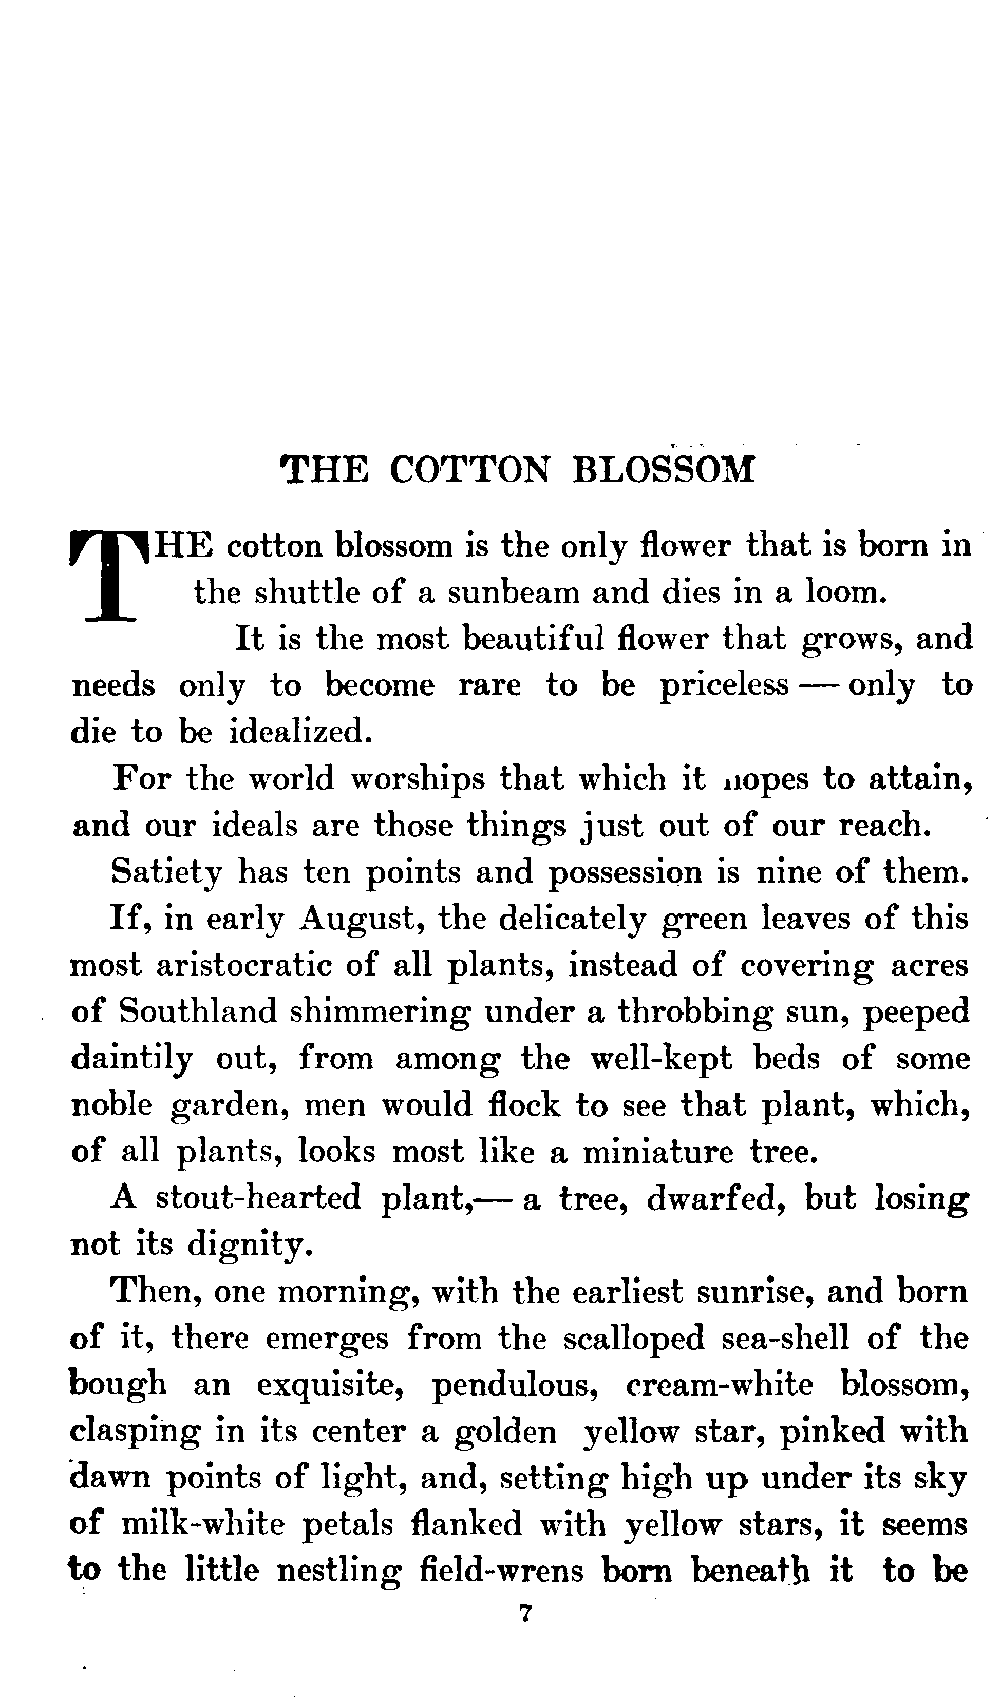 THE COTTON BLOSSOM
THE cotton blossom is the only flower that is born in
the shuttle of a sunbeam and dies in a loom.
It is the most beautiful flower that grows, and
needs only to become rare to be priceless — only to
die to be idealized.
For the world worships that which it hopes to attain,
and our ideals are those things just out of our reach.
Satiety has ten points and possession is nine of them.
If, in early August, the delicately green leaves of this
most aristocratic of all plants, instead of covering acres
of Southland shimmering under a throbbing sun, peeped
daintily out, from among the well-kept beds of some
noble garden, men would flock to see that plant, which,
of all plants, looks most like a miniature tree.
A stout-hearted plant,— a tree, dwarfed, but losing
not its dignity.
Then, one morning, with the earliest sunrise, and born
of it, there emerges from the scalloped sea-shell of the
bough an exquisite, pendulous, cream-white blossom,
clasping in its center a golden yellow star, pinked with
dawn points of light, and, setting high up under its sky
of milk-white petals flanked with yellow stars, it seems
to the little nestling field-wrens born beneath it to be
7